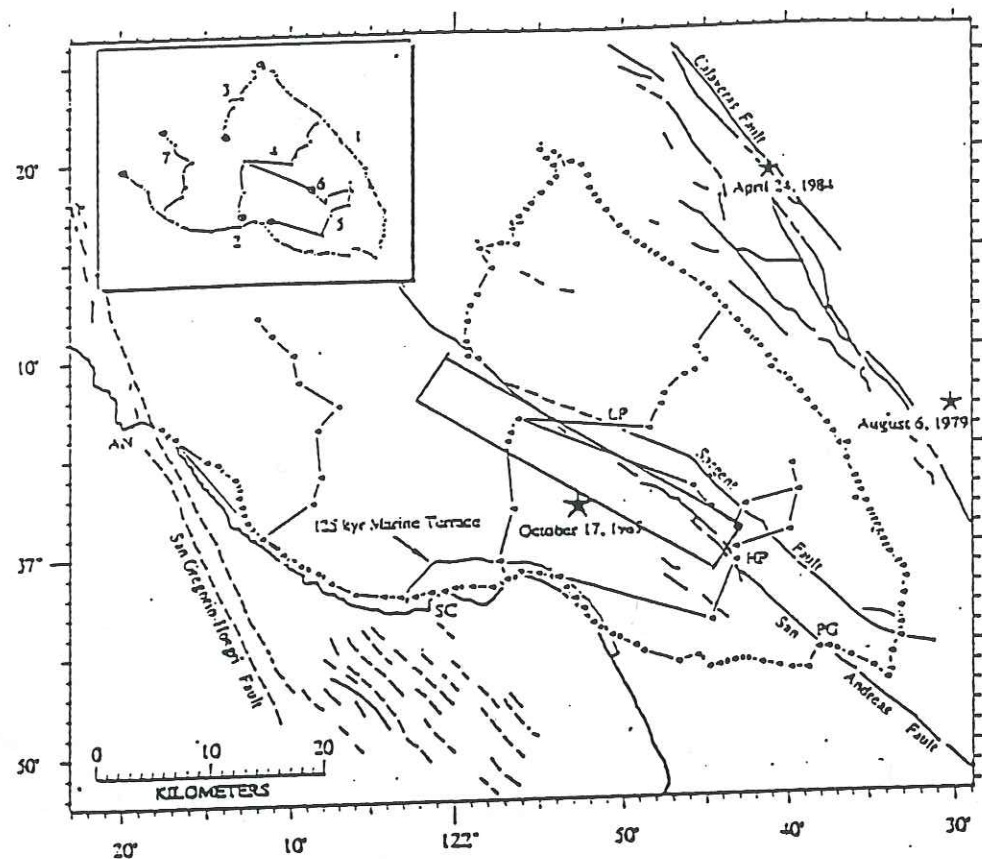 3
1
7
4
6
5
2
Calaveras Fault
April 24, 1984
20°
10°
August 6, 1979
LP
AN
Sargent
Fault
125 kyr Marine Terrace
October 17, 1989
37°
HP
SC
San
PG
Andreas
Fault
San Gregorio-Hosgri Fault
50°
0
10
20
KILOMETERS
20°
10°
122°
50°
40°
30°